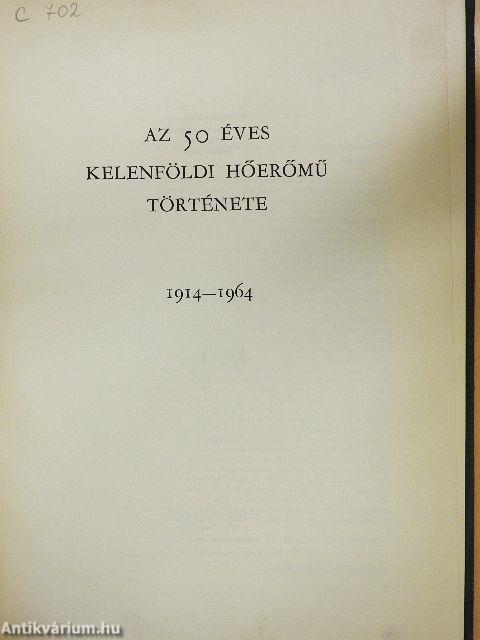 C 702
AZ 50 ÉVES
KELENFÖLDI HŐERŐMŰ
TÖRTÉNETE
1914—1964
Antikvárium.hu